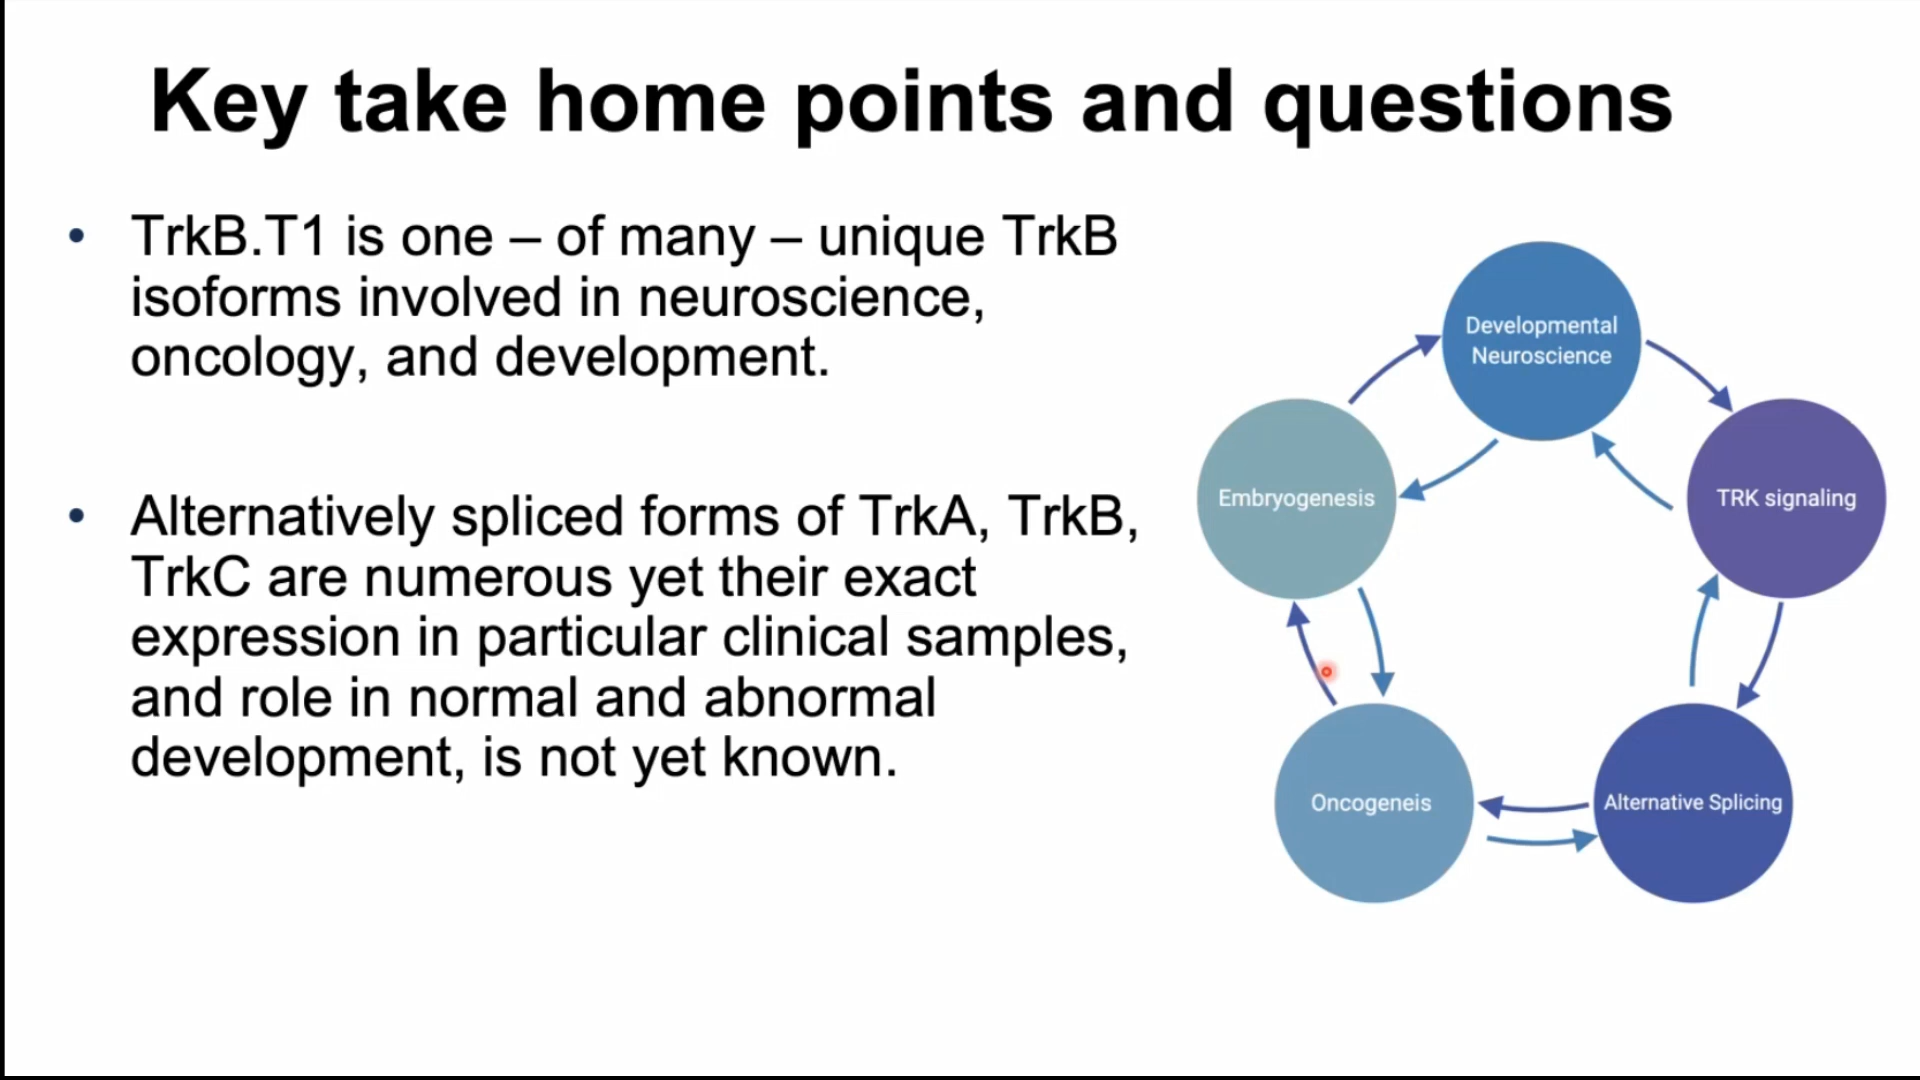 Key take home points and questions
• TrkB.T1 is one – of many – unique TrkB
isoforms involved in neuroscience,
oncology, and development.
• Alternatively spliced forms of TrkA, TrkB,
TrkC are numerous yet their exact
expression in particular clinical samples,
and role in normal and abnormal
development, is not yet known.
Developmental
Neuroscience
Embryogenesis
TRK signaling
Oncogeneis
Alternative Splicing